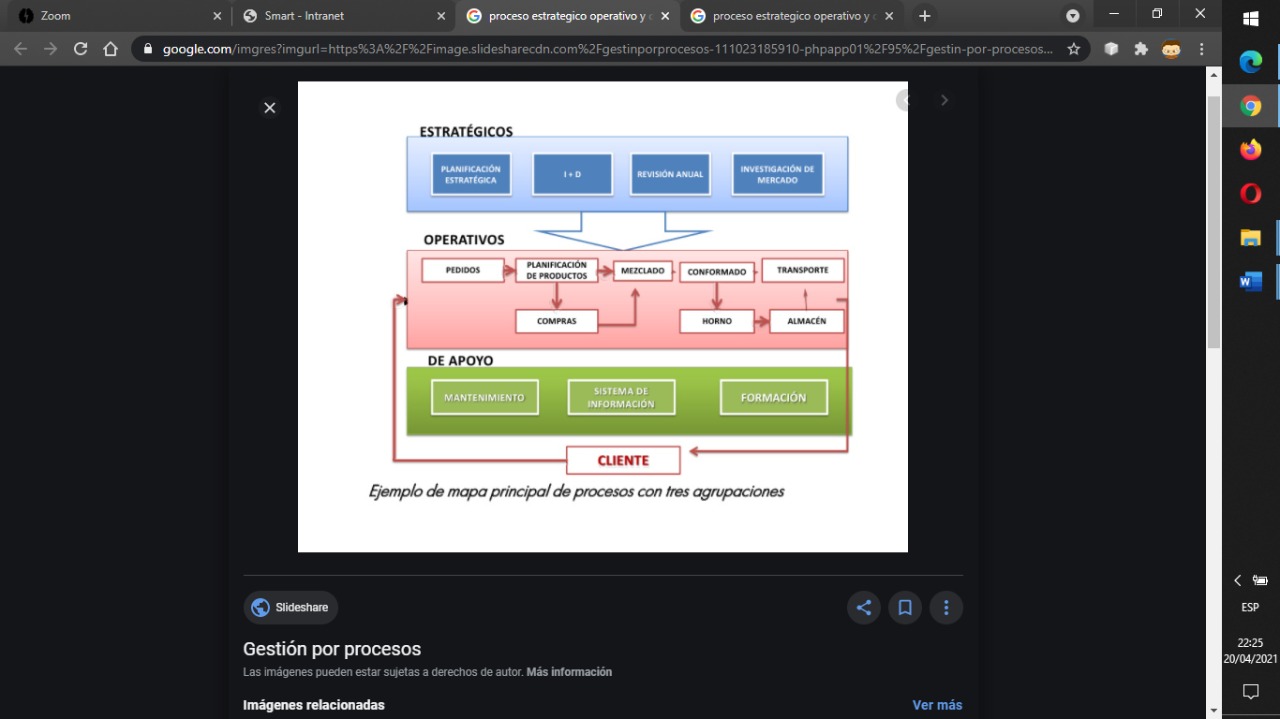 Zoom
Smart - Intranet
proceso estrategico operativo y
proceso estrategico operativo y
google.com/imgres?imgurl=https%3A%2F%2Fimage.slidesharecdn.com%2Fgestinporprocesos-111023185910-phpapp01%2F95%2Fgestin-por-procesos...
ESTRATÉGICOS
PLANIFICACIÓN
ESTRATÉGICA
I + D
REVISIÓN ANUAL
INVESTIGACIÓN DE
MERCADO
OPERATIVOS
PEDIDOS
PLANIFICACIÓN
DE PRODUCTOS
MEZCLADO
CONFORMADO
TRANSPORTE
COMPRAS
HORNO
ALMACÉN
DE APOYO
MANTENIMIENTO
SISTEMA DE
INFORMACIÓN
FORMACIÓN
CLIENTE
Ejemplo de mapa principal de procesos con tres agrupaciones
Slideshare
Gestión por procesos
Las imágenes pueden estar sujetas a derechos de autor. Más información
Imágenes relacionadas
Ver más
ESP
22:25
20/04/2021